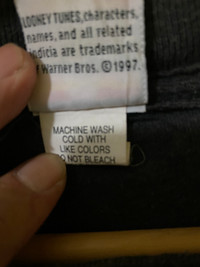 LOONEY TUNES, characters,
names, and all related
indicia are trademarks
of Warner Bros. ©1997.
MACHINE WASH
COLD WITH
LIKE COLORS
DO NOT BLEACH